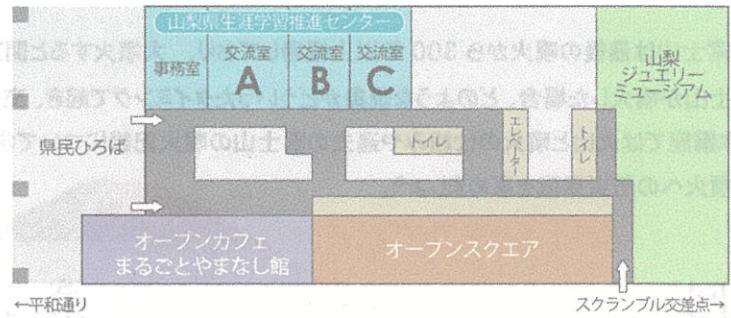 山梨県生涯学習推進センター
事務室
交流室
A
交流室
B
交流室
C
山梨
ジュエリー
ミュージアム
県民ひろば
トイレ
エレベーター
トイレ
オープンカフェ
まるごとやまなし館
オープンスクエア
←平和通り
スクランブル交差点→